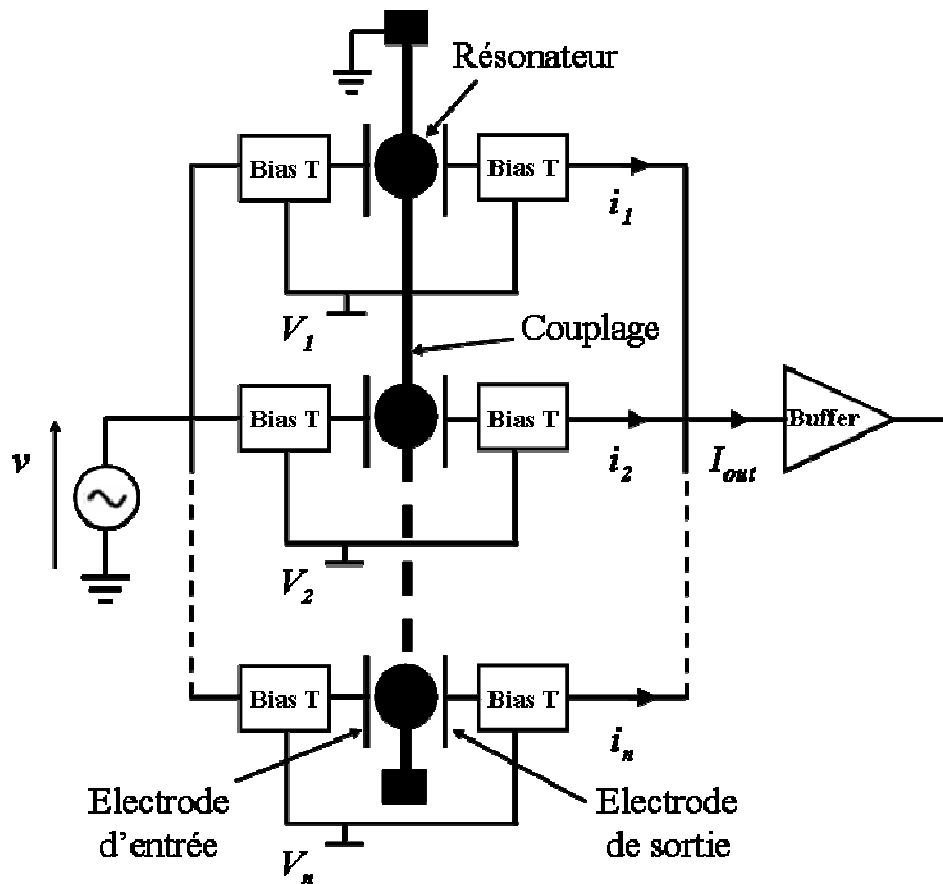 Résonateur
Bias T
Bias T
i1
V1
Couplage
Bias T
Bias T
Buffer
v
i2
Iout
V2
Bias T
Bias T
in
Electrode
d'entrée
Electrode
de sortie
Vn